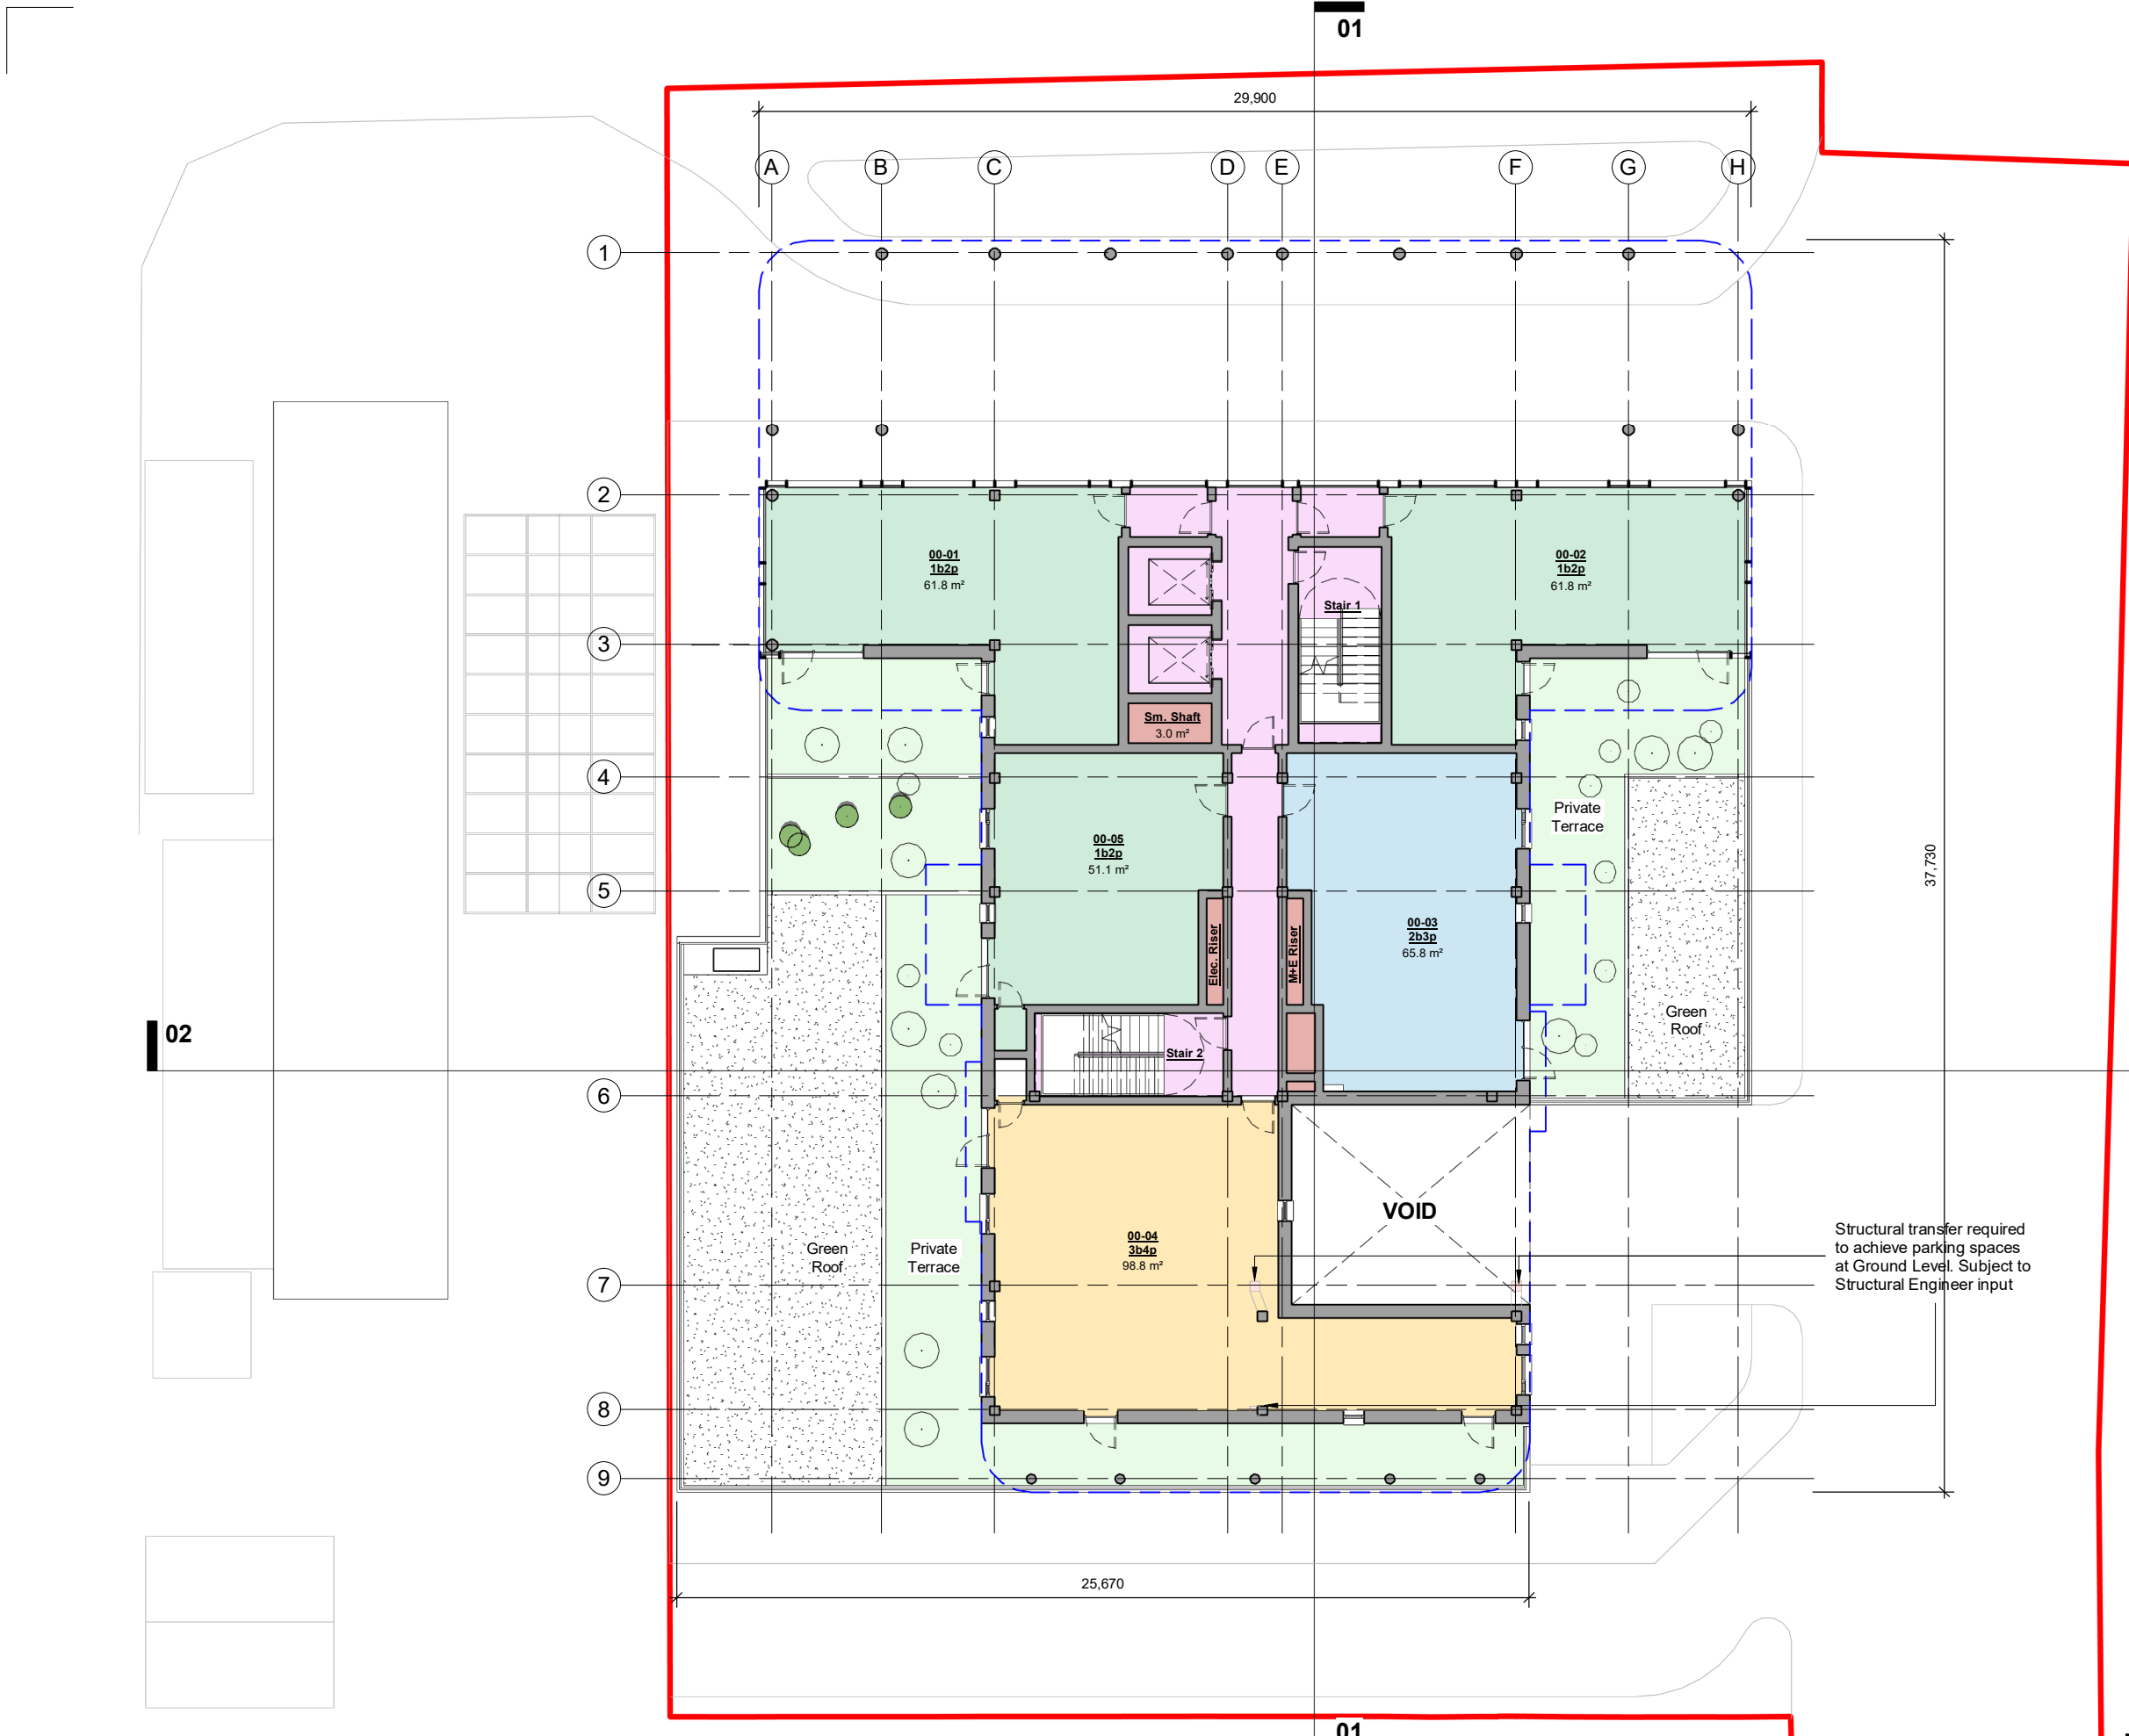 01
29,900
A
B
C
D
E
F
G
H
1
2
00-01
1b2p
61.8 m²
00-02
1b2p
61.8 m²
Stair 1
3
Sm. Shaft
3.0 m²
4
Private
Terrace
00-05
1b2p
51.1 m²
37,730
5
00-03
2b3p
65.8 m²
Elec. Riser
M+E Riser
Green
Roof
02
Stair 2
6
VOID
Structural transfer required
to achieve parking spaces
at Ground Level. Subject to
Structural Engineer input
00-04
3b4p
98.8 m²
Green
Roof
Private
Terrace
7
8
9
25,670
01